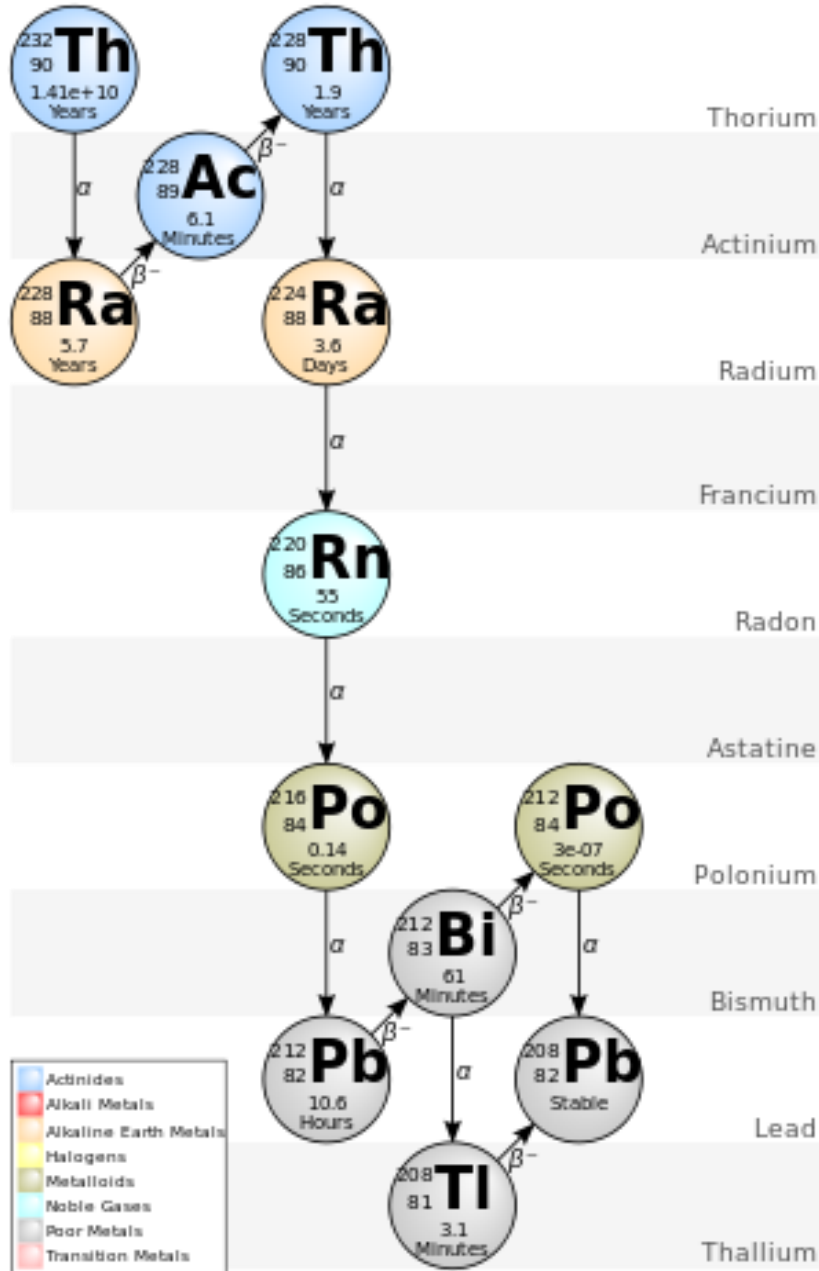 232
90
Th
1.41e+10
Years
228
90
Th
1.9
Years
Thorium
α
228
89
Ac
6.1
Minutes
β⁻
α
Actinium
β⁻
228
88
Ra
5.7
Years
224
88
Ra
3.6
Days
Radium
α
Francium
220
86
Rn
55
Seconds
Radon
α
Astatine
216
84
Po
0.14
Seconds
212
84
Po
3e-07
Seconds
Polonium
α
212
83
Bi
61
Minutes
β⁻
α
Bismuth
β⁻
212
82
Pb
10.6
Hours
α
208
82
Pb
Stable
Lead
208
81
Tl
3.1
Minutes
β⁻
Thallium
Actinides
Alkali Metals
Alkaline Earth Metals
Halogens
Metalloids
Noble Gases
Poor Metals
Transition Metals